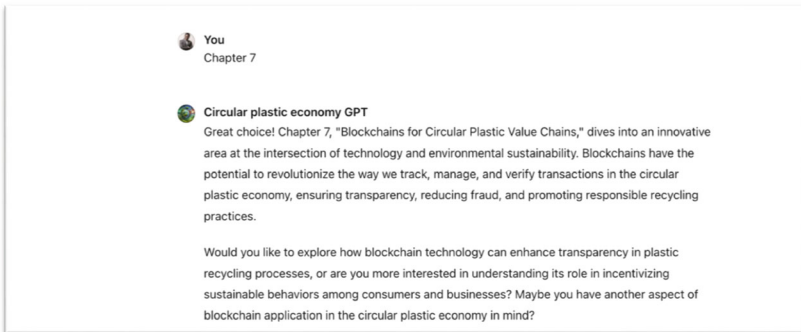 You
Chapter 7
Circular plastic economy GPT
Great choice! Chapter 7, "Blockchains for Circular Plastic Value Chains," dives into an innovative
area at the intersection of technology and environmental sustainability. Blockchains have the
potential to revolutionize the way we track, manage, and verify transactions in the circular
plastic economy, ensuring transparency, reducing fraud, and promoting responsible recycling
practices.
Would you like to explore how blockchain technology can enhance transparency in plastic
recycling processes, or are you more interested in understanding its role in incentivizing
sustainable behaviors among consumers and businesses? Maybe you have another aspect of
blockchain application in the circular plastic economy in mind?